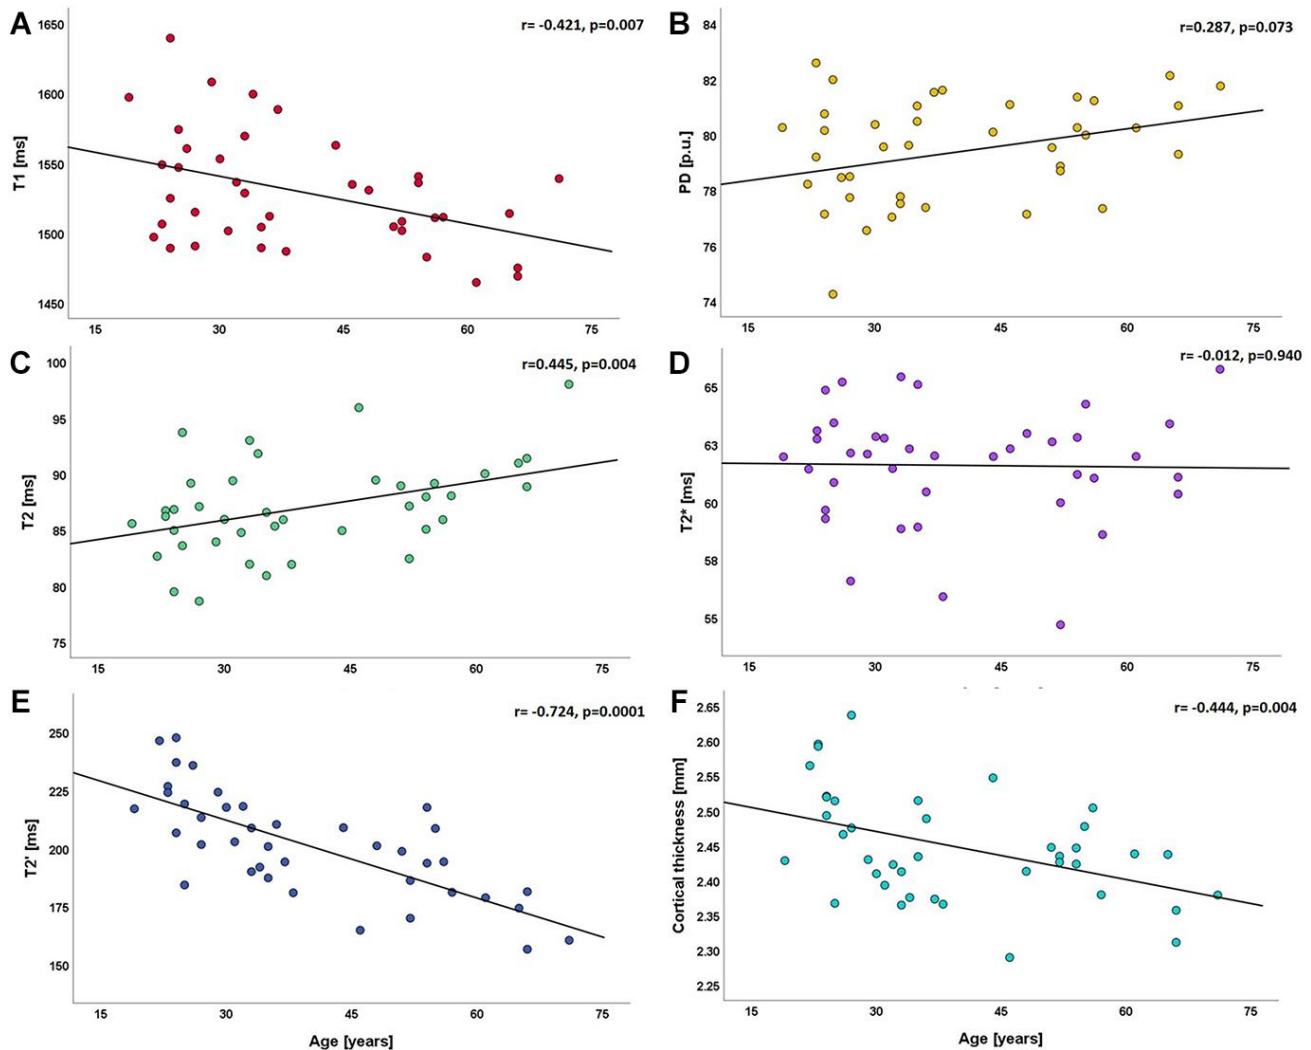 A
r= -0.421, p=0.007
T1 [ms]
1650
1600
1550
1500
1450
15 30 45 60 75
B
r=0.287, p=0.073
PD [p.u.]
84
82
80
78
76
74
15 30 45 60 75
C
r=0.445, p=0.004
T2 [ms]
100
95
90
85
80
75
15 30 45 60 75
D
r= -0.012, p=0.940
T2* [ms]
65
63
60
58
55
15 30 45 60 75
E
r= -0.724, p=0.0001
T2' [ms]
250
225
200
175
150
15 30 45 60 75
Age [years]
F
r= -0.444, p=0.004
Cortical thickness [mm]
2.65
2.60
2.55
2.50
2.45
2.40
2.35
2.30
2.25
15 30 45 60 75
Age [years]